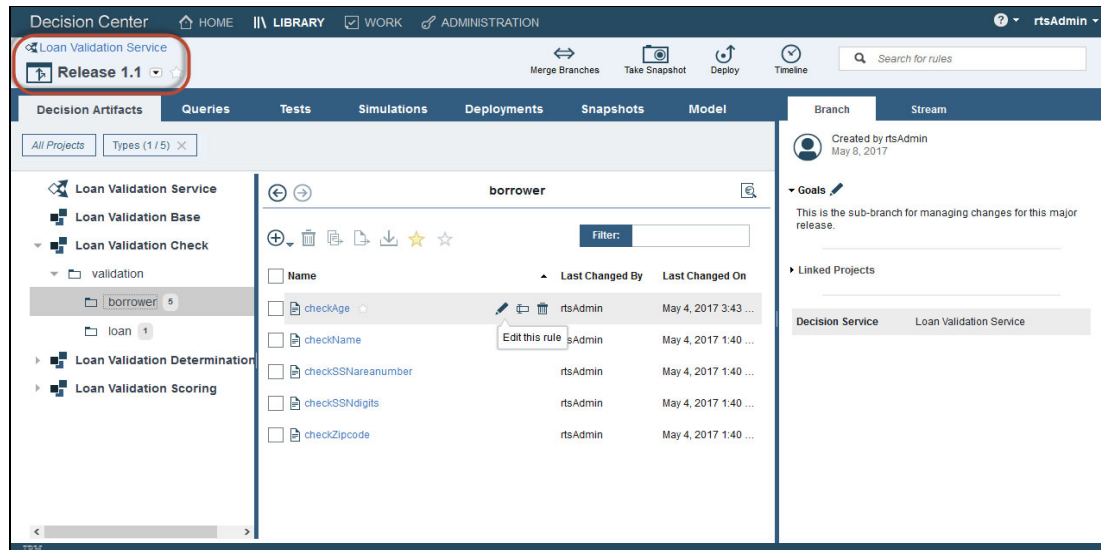 Decision Center HOME LIBRARY WORK ADMINISTRATION ? rtsAdmin
Loan Validation Service
Release 1.1
Merge Branches Take Snapshot Deploy Timeline Search for rules
Decision Artifacts Queries Tests Simulations Deployments Snapshots Model Branch Stream
All Projects Types (1 / 5) ×
Created by rtsAdmin
May 8, 2017
Loan Validation Service
Loan Validation Base
Loan Validation Check
validation
borrower 5
loan 1
Loan Validation Determination
Loan Validation Scoring
borrower
Filter:
Name Last Changed By Last Changed On
checkAge rtsAdmin May 4, 2017 3:43 ...
Edit this rule
checkName sAdmin May 4, 2017 1:40 ...
checkSSNareanumber rtsAdmin May 4, 2017 1:40 ...
checkSSNdigits rtsAdmin May 4, 2017 1:40 ...
checkZipcode rtsAdmin May 4, 2017 1:40 ...
Goals
This is the sub-branch for managing changes for this major
release.
Linked Projects
Decision Service Loan Validation Service